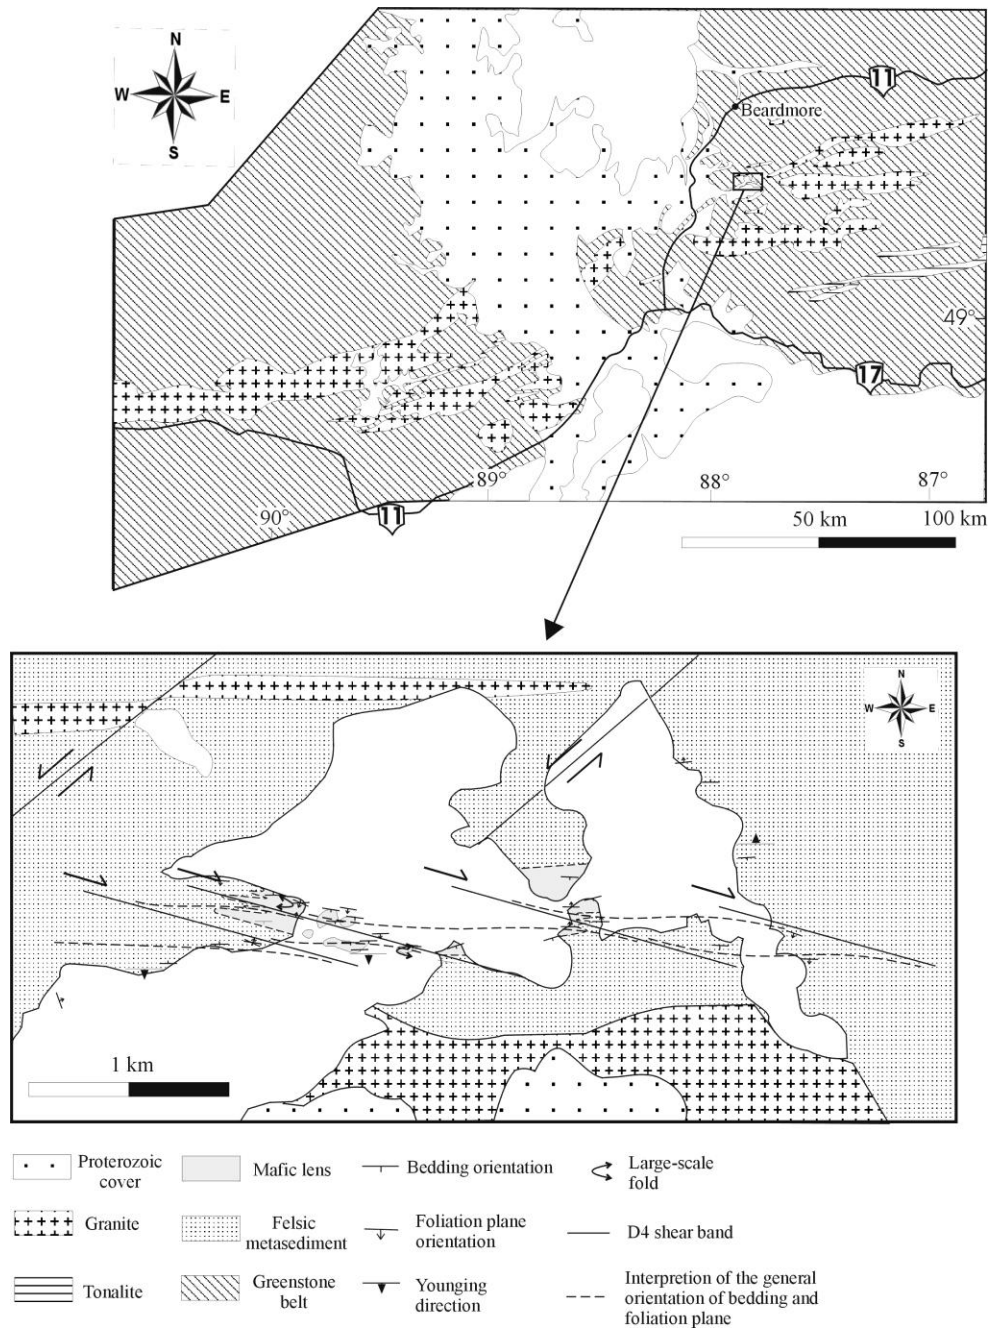 N
W E
S
11
Beardmore
49°
17
89°
88°
87°
90°
11
50 km
100 km
N
W E
S
1 km
Proterozoic
cover
Mafic lens
Bedding orientation
Large-scale
fold
Granite
Felsic
metasediment
Foliation plane
orientation
D4 shear band
Tonalite
Greenstone
belt
Younging
direction
Interpretion of the general
orientation of bedding and
foliation plane